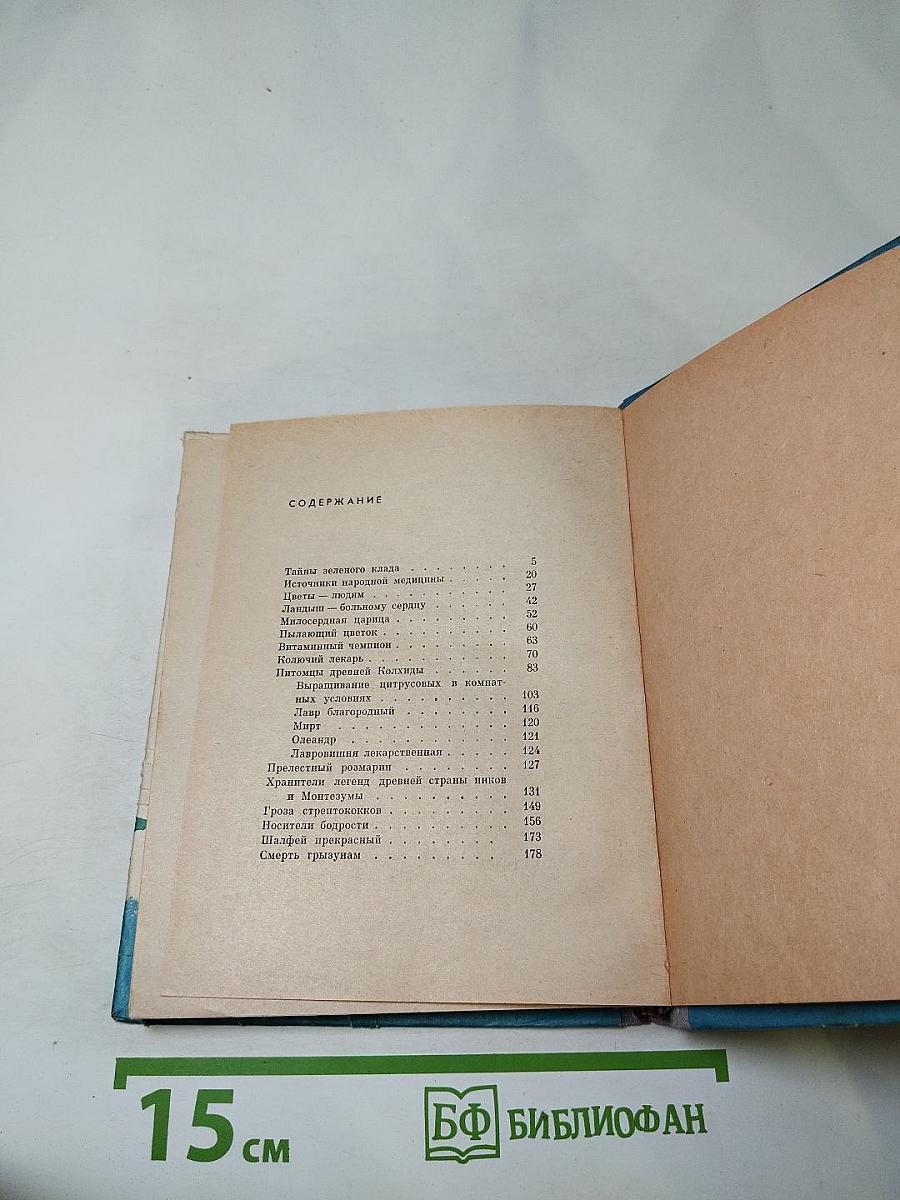 СОДЕРЖАНИЕ
Тайны зеленого клада . . . . . . . . 5
Источники народной медицины . . . . . 20
Цветы — людям . . . . . . . . . . . 27
Ландыш — больному сердцу . . . . . . 42
Милосердная царица . . . . . . . . . 52
Пылающий цветок . . . . . . . . . . 60
Витаминный чемпион . . . . . . . . . 63
Колючий лекарь . . . . . . . . . . . 70
Питомцы древней Колхиды . . . . . . 83
Выращивание цитрусовых в комнат-
ных условиях . . . . . . . . . . 103
Лавр благородный . . . . . . . . . 116
Мирт . . . . . . . . . . . . . . 120
Олеандр . . . . . . . . . . . . 121
Лавровишня лекарственная . . . . . 124
Прелестный розмарин . . . . . . . . 127
Хранители легенд древней страны инков
и Монтезумы . . . . . . . . . . 131
Гроза стрептококков . . . . . . . . . 149
Носители бодрости . . . . . . . . . . 156
Шалфей прекрасный . . . . . . . . 173
Смерть грызунам . . . . . . . . . 178
15 см
БФ БИБЛИОФАН